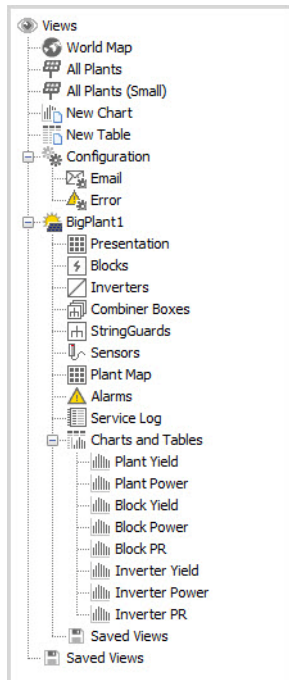 Views
World Map
All Plants
All Plants (Small)
New Chart
New Table
Configuration
Email
Error
BigPlant1
Presentation
Blocks
Inverters
Combiner Boxes
StringGuards
Sensors
Plant Map
Alarms
Service Log
Charts and Tables
Plant Yield
Plant Power
Block Yield
Block Power
Block PR
Inverter Yield
Inverter Power
Inverter PR
Saved Views
Saved Views